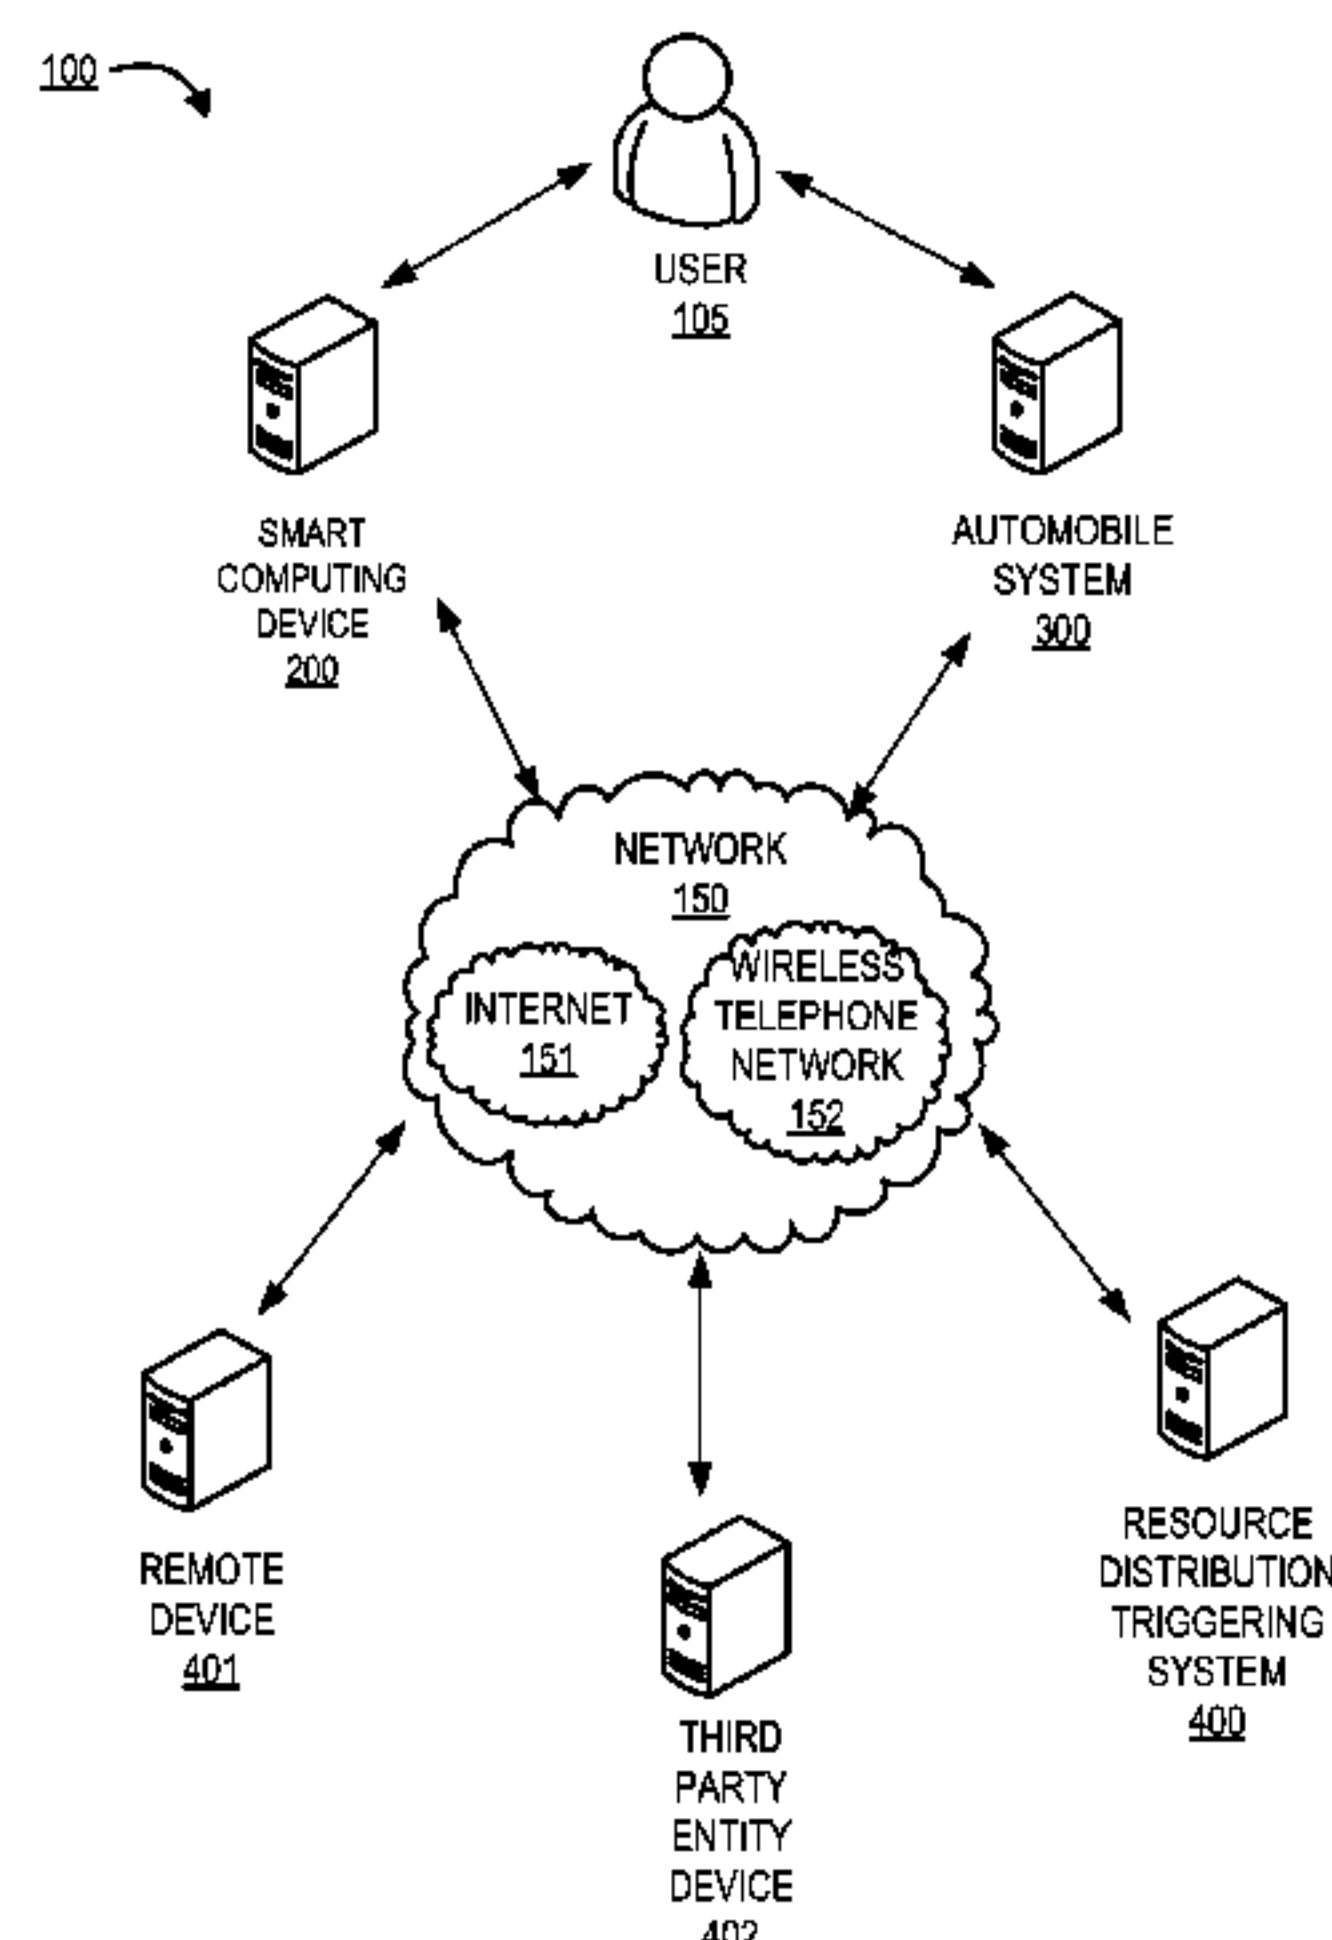 100
USER
105
SMART
COMPUTING
DEVICE
200
AUTOMOBILE
SYSTEM
300
NETWORK
150
INTERNET
151
WIRELESS
TELEPHONE
NETWORK
152
REMOTE
DEVICE
401
THIRD
PARTY
ENTITY
DEVICE
402
RESOURCE
DISTRIBUTION
TRIGGERING
SYSTEM
400